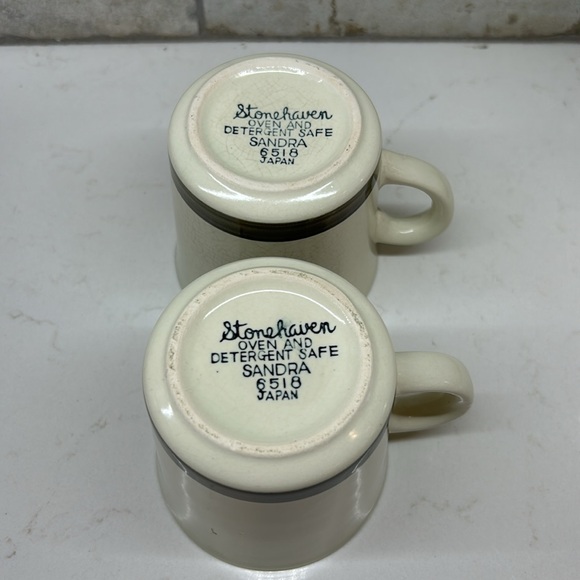 Stonehaven
OVEN AND
DETERGENT SAFE
SANDRA
6518
JAPAN
Stonehaven
OVEN AND
DETERGENT SAFE
SANDRA
6518
JAPAN